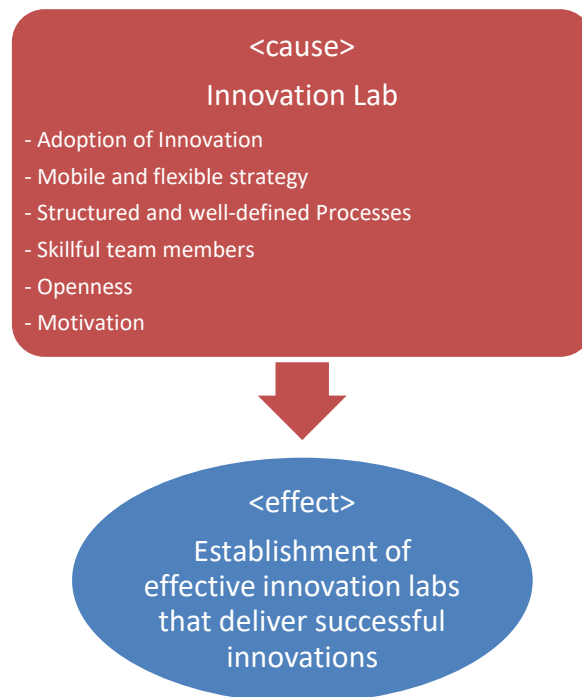 <cause>
Innovation Lab
- Adoption of Innovation
- Mobile and flexible strategy
- Structured and well-defined Processes
- Skillful team members
- Openness
- Motivation
<effect>
Establishment of
effective innovation labs
that deliver successful
innovations